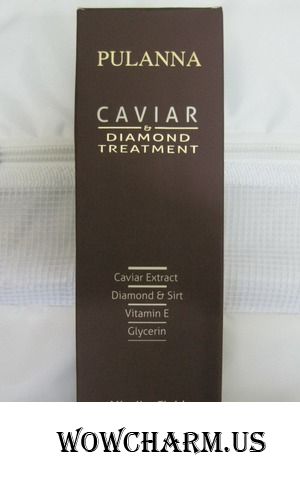 PULANNA
CAVIAR
&
DIAMOND
TREATMENT
Caviar Extract
Diamond & Sirt
Vitamin E
Glycerin
WOWCHARM.US